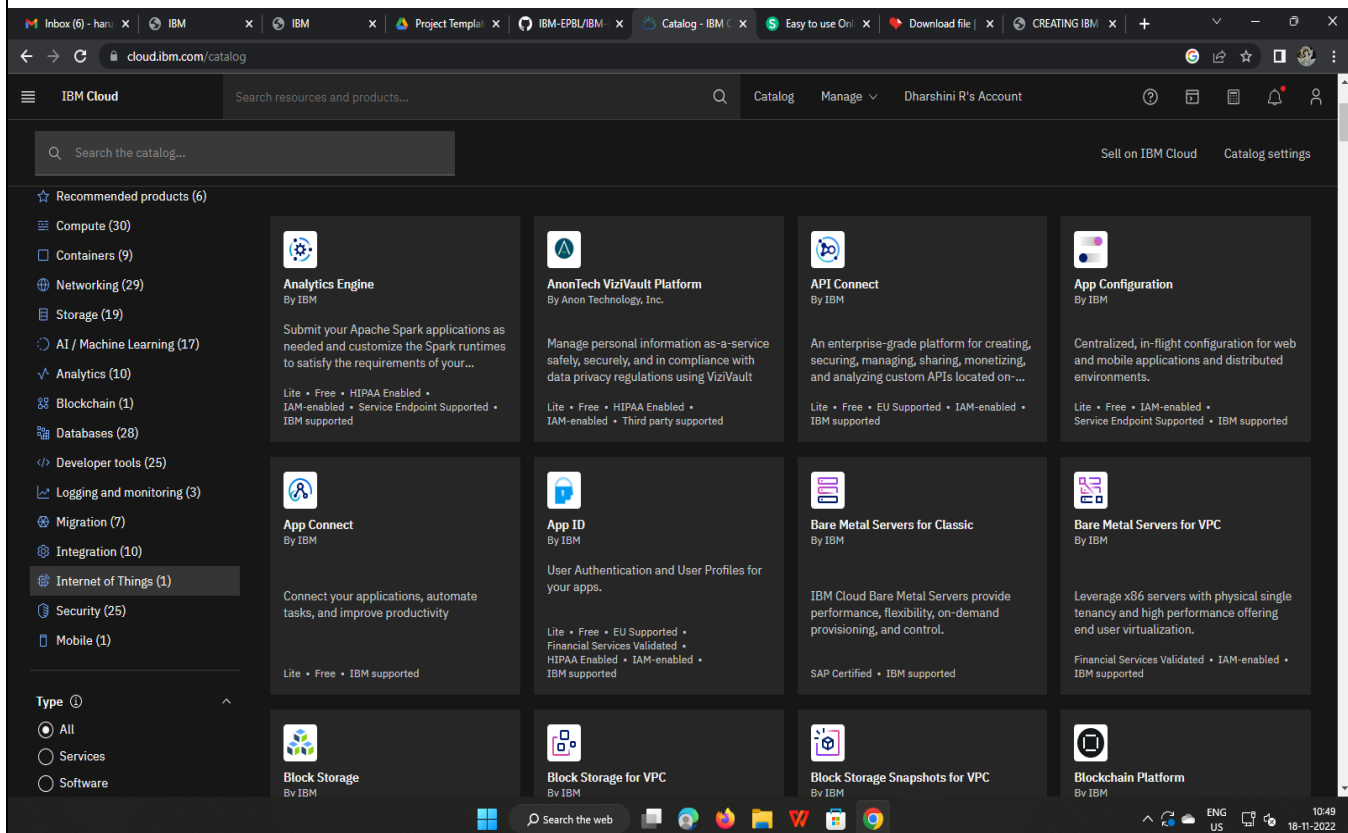 Inbox (6) - haru
IBM
IBM
Project Templat
IBM-EPBL/IBM-
Catalog - IBM C
Easy to use Onl
Download file |
CREATING IBM
cloud.ibm.com/catalog
IBM Cloud
Search resources and products...
Catalog
Manage
Dharshini R's Account
Search the catalog...
Sell on IBM Cloud
Catalog settings
Recommended products (6)
Compute (30)
Containers (9)
Networking (29)
Storage (19)
AI / Machine Learning (17)
Analytics (10)
Blockchain (1)
Databases (28)
Developer tools (25)
Logging and monitoring (3)
Migration (7)
Integration (10)
Internet of Things (1)
Security (25)
Mobile (1)
Type
All
Services
Software
Analytics Engine
By IBM
Submit your Apache Spark applications as
needed and customize the Spark runtimes
to satisfy the requirements of your...
Lite • Free • HIPAA Enabled •
IAM-enabled • Service Endpoint Supported •
IBM supported
AnonTech ViziVault Platform
By Anon Technology, Inc.
Manage personal information as-a-service
safely, securely, and in compliance with
data privacy regulations using ViziVault
Lite • Free • HIPAA Enabled •
IAM-enabled • Third party supported
API Connect
By IBM
An enterprise-grade platform for creating,
securing, managing, sharing, monetizing,
and analyzing custom APIs located on-...
Lite • Free • EU Supported • IAM-enabled •
IBM supported
App Configuration
By IBM
Centralized, in-flight configuration for web
and mobile applications and distributed
environments.
Lite • Free • IAM-enabled •
Service Endpoint Supported • IBM supported
App Connect
By IBM
Connect your applications, automate
tasks, and improve productivity
Lite • Free • IBM supported
App ID
By IBM
User Authentication and User Profiles for
your apps.
Lite • Free • EU Supported •
Financial Services Validated •
HIPAA Enabled • IAM-enabled •
IBM supported
Bare Metal Servers for Classic
By IBM
IBM Cloud Bare Metal Servers provide
performance, flexibility, on-demand
provisioning, and control.
SAP Certified • IBM supported
Bare Metal Servers for VPC
By IBM
Leverage x86 servers with physical single
tenancy and high performance offering
end user virtualization.
Financial Services Validated • IAM-enabled •
IBM supported
Block Storage
By IBM
Block Storage for VPC
By IBM
Block Storage Snapshots for VPC
By IBM
Blockchain Platform
By IBM
Search the web
ENG
US
10:49
18-11-2022